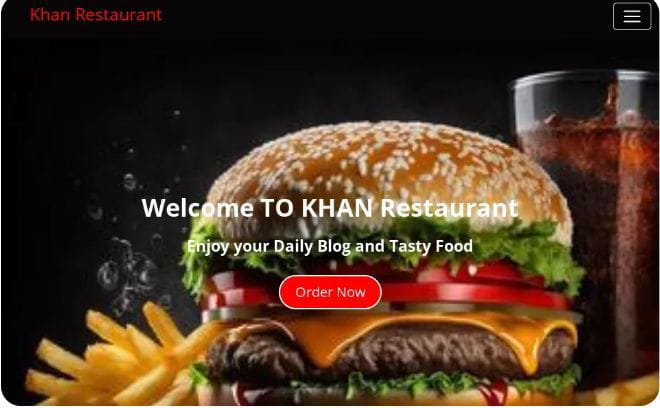 Khan Restaurant
Welcome TO KHAN Restaurant
Enjoy your Daily Blog and Tasty Food
Order Now